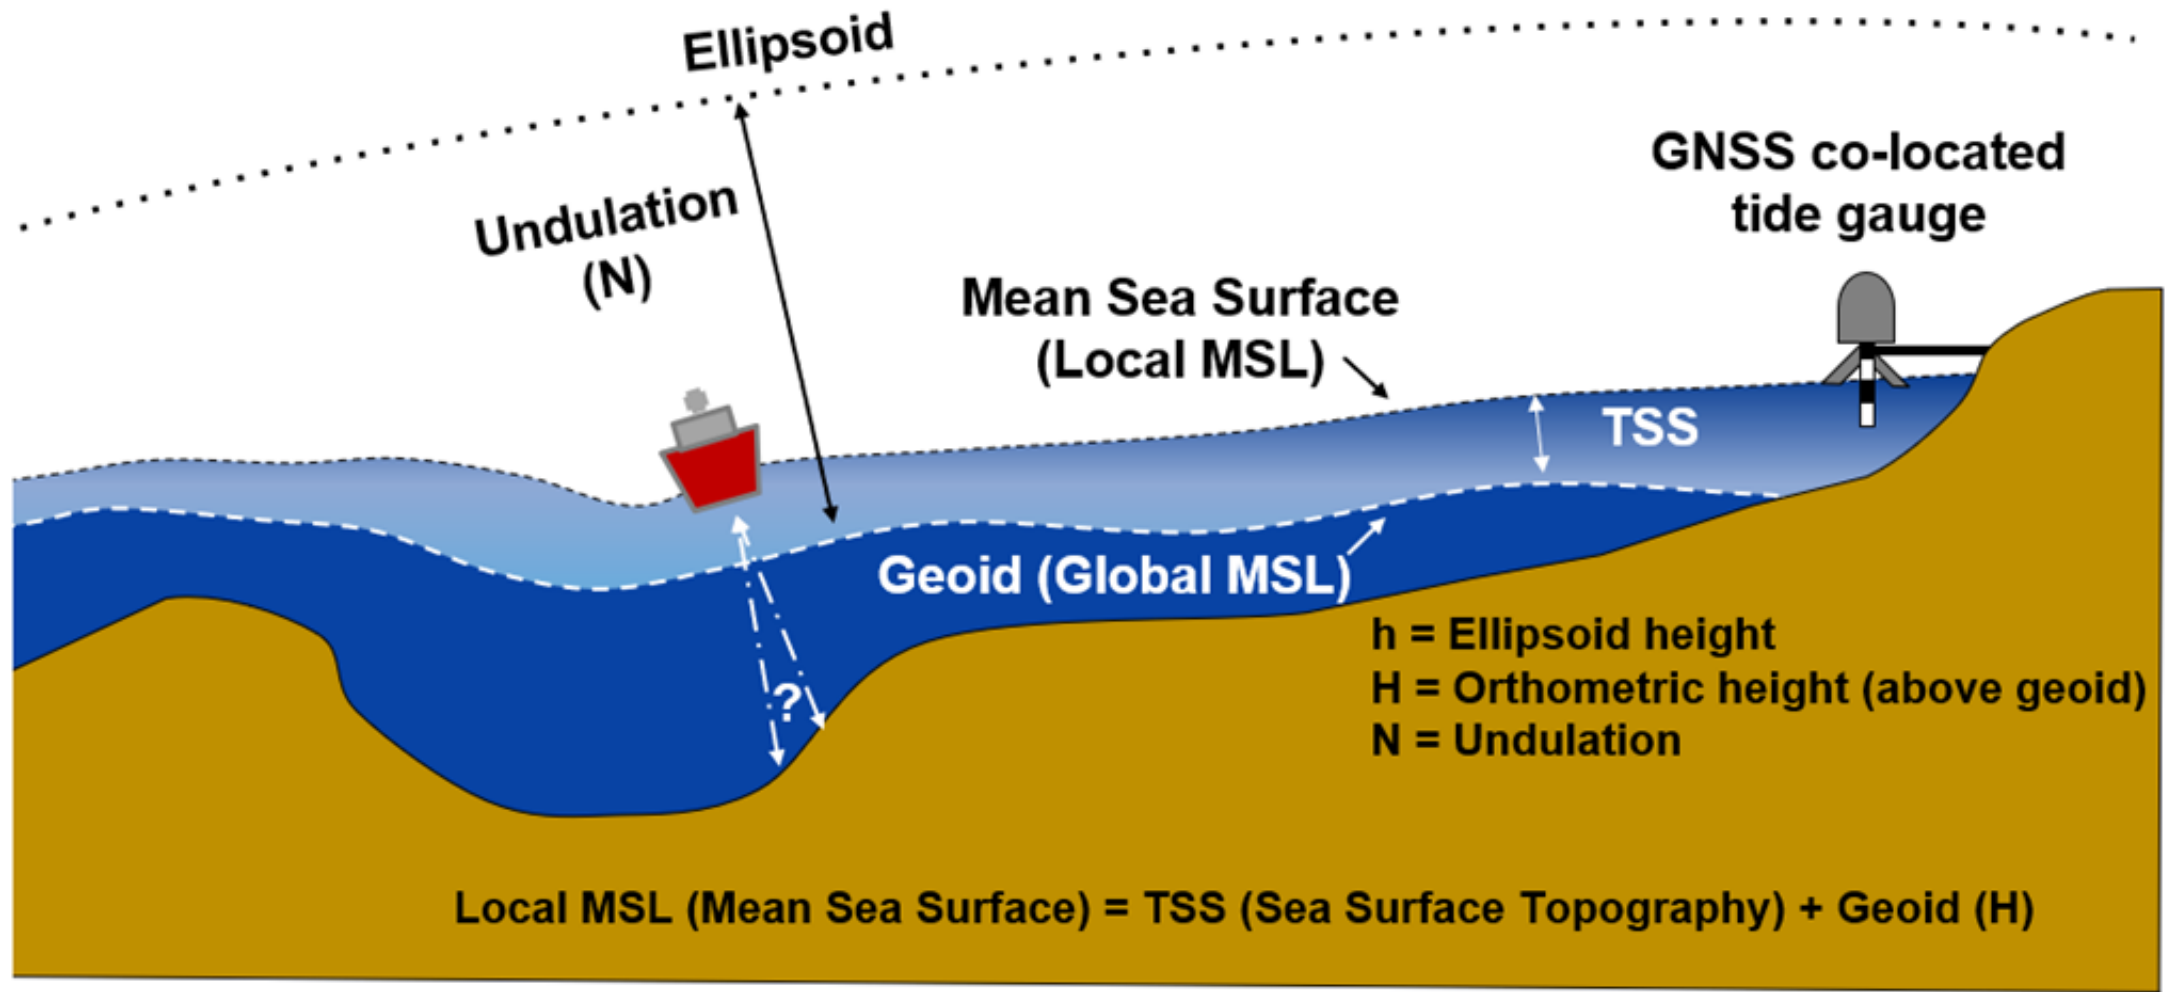 Ellipsoid
Undulation
(N)
GNSS co-located
tide gauge
Mean Sea Surface
(Local MSL)
TSS
Geoid (Global MSL)
?
h = Ellipsoid height
H = Orthometric height (above geoid)
N = Undulation
Local MSL (Mean Sea Surface) = TSS (Sea Surface Topography) + Geoid (H)